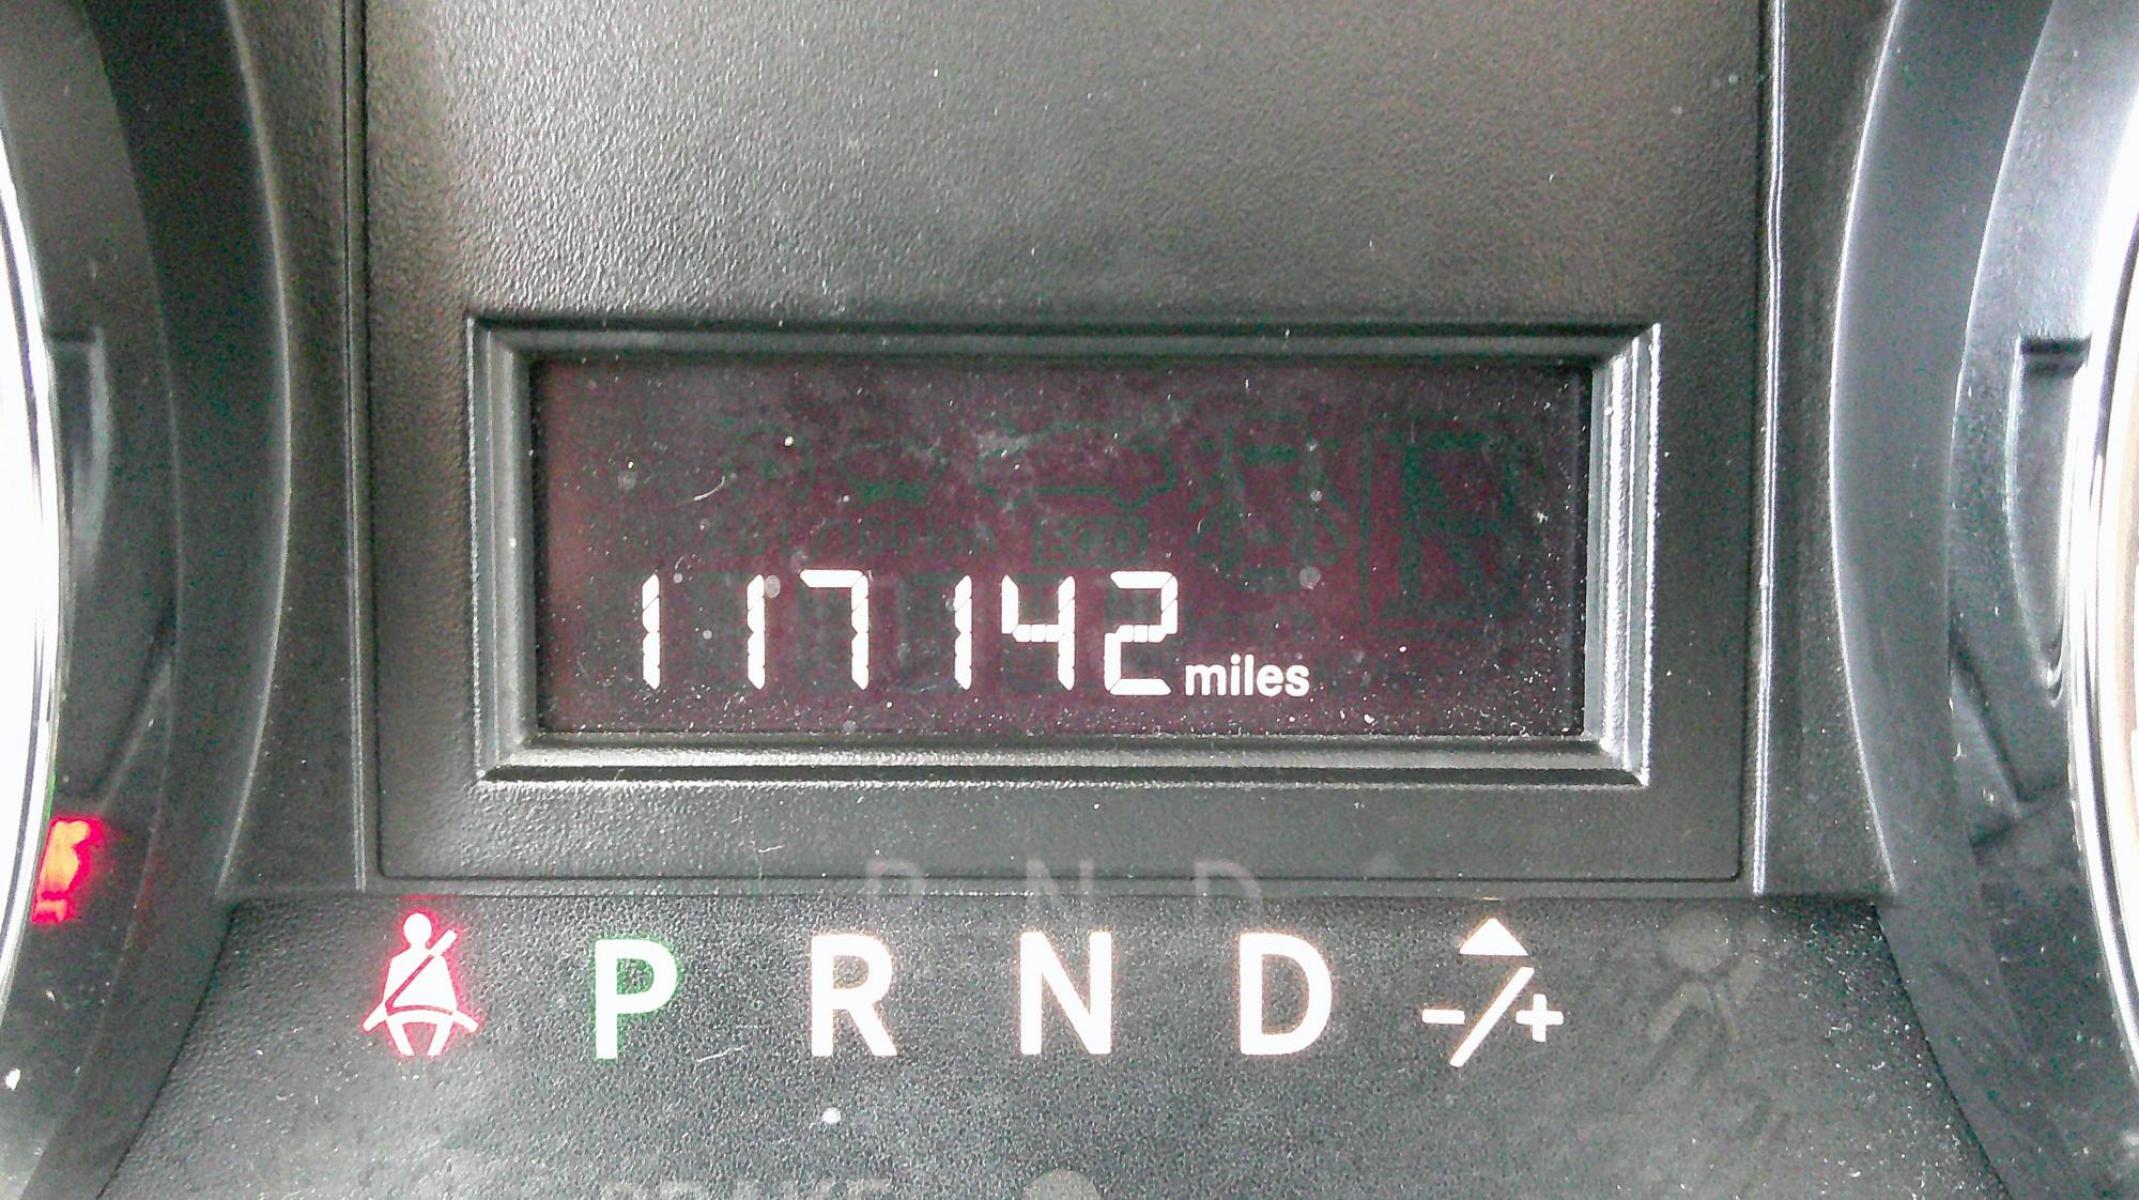 117142 miles
P R N D -/+